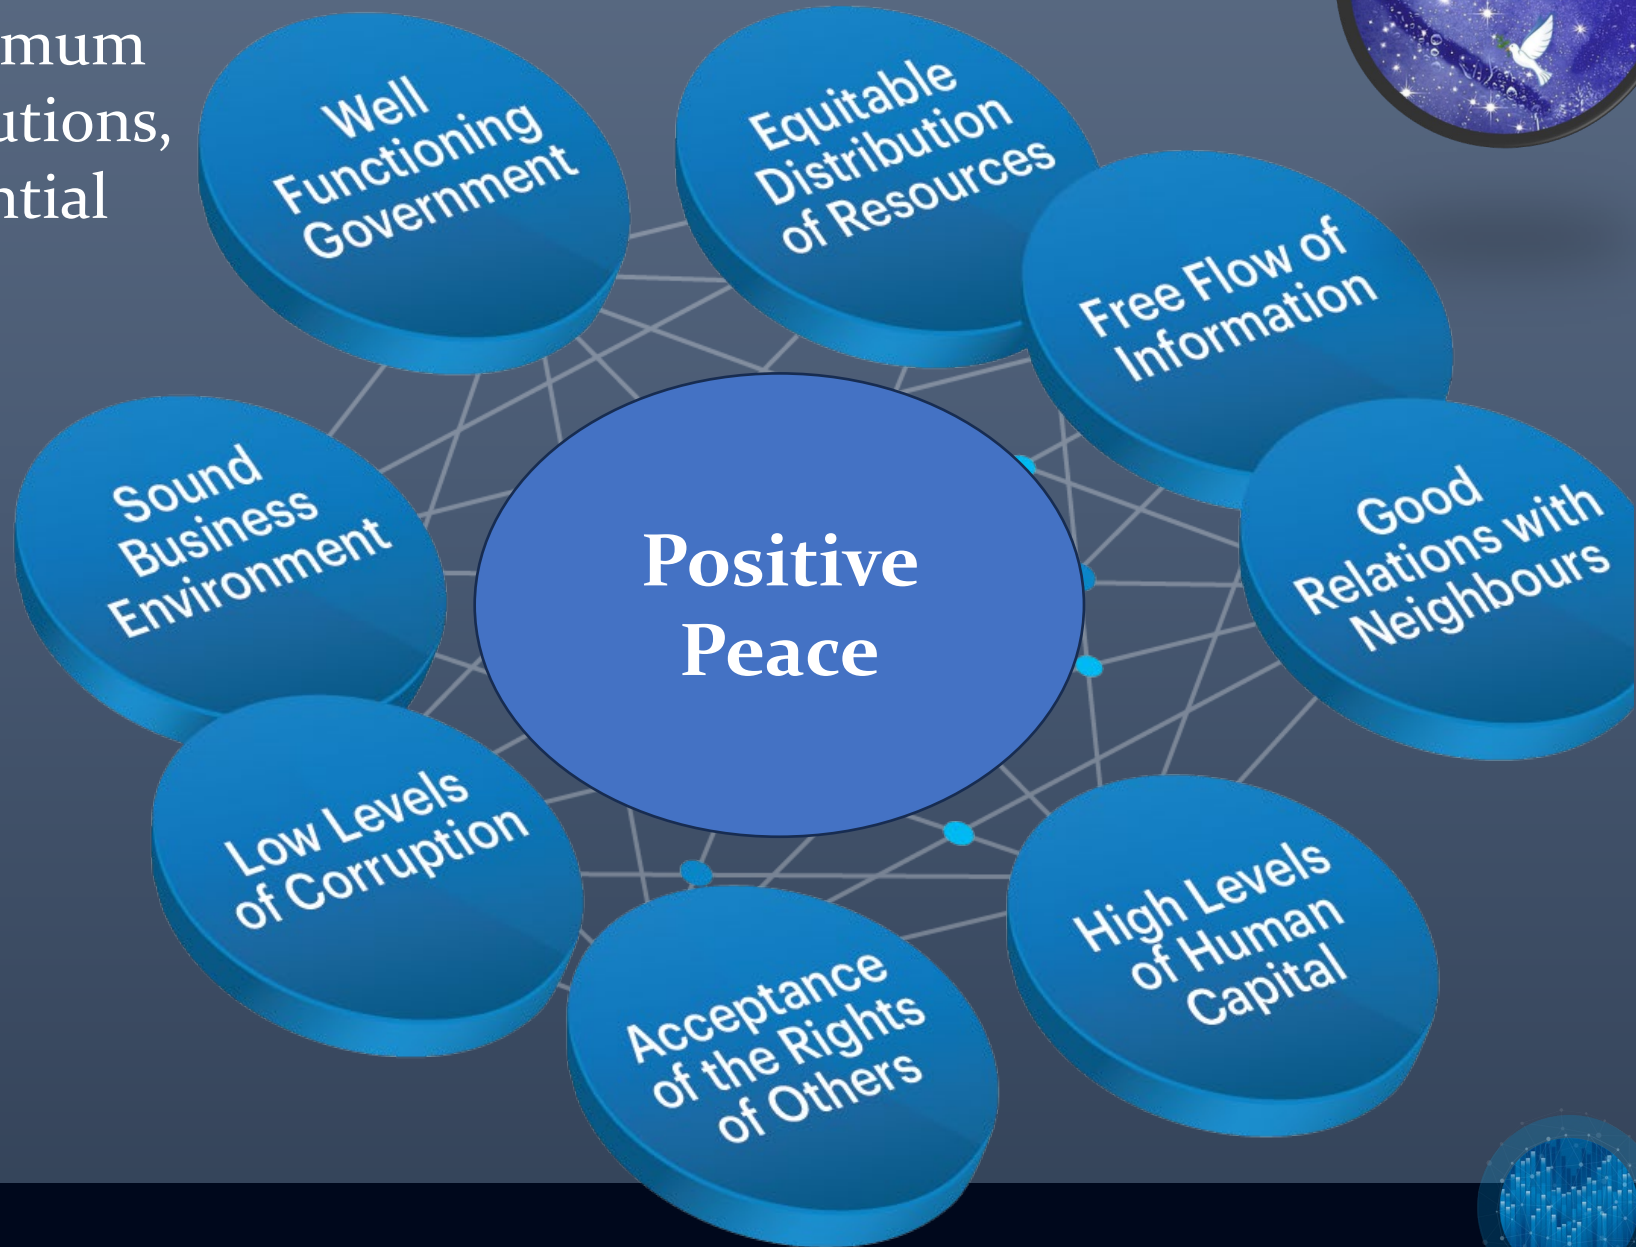 mum
utions,
ntial
Well
Functioning
Government
Equitable
Distribution
of Resources
Free Flow of
Information
Good
Relations with
Neighbours
Sound
Business
Environment
Positive
Peace
Low Levels
of Corruption
High Levels
of Human
Capital
Acceptance
of the Rights
of Others